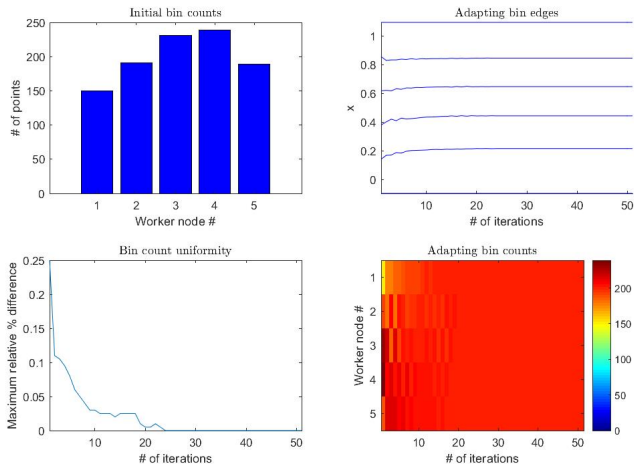 Initial bin counts
250
200
150
100
50
0
# of points
1 2 3 4 5
Worker node #
Adapting bin edges
1
0.8
0.6
0.4
0.2
0
x
10 20 30 40 50
# of iterations
Bin count uniformity
0.25
0.2
0.15
0.1
0.05
0
Maximum relative % difference
10 20 30 40 50
# of iterations
Adapting bin counts
1
2
3
4
5
Worker node #
10 20 30 40 50
# of iterations
200
150
100
50
0